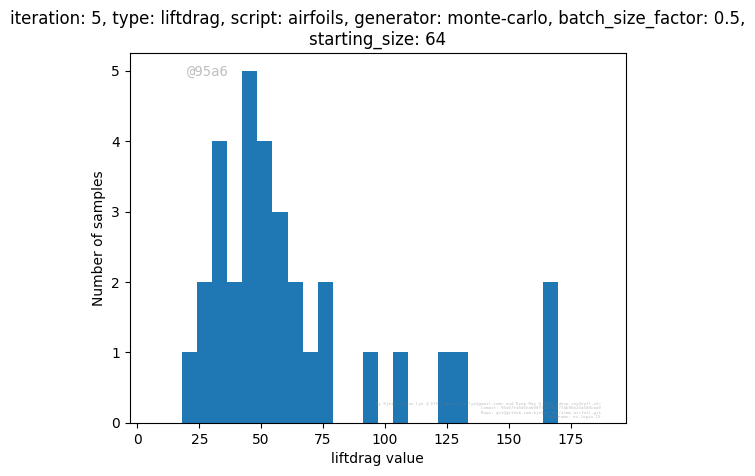 iteration: 5, type: liftdrag, script: airfoils, generator: monte-carlo, batch_size_factor: 0.5,
starting_size: 64
@95a6
5
4
3
2
1
0
Number of samples
0 25 50 75 100 125 150 175
liftdrag value